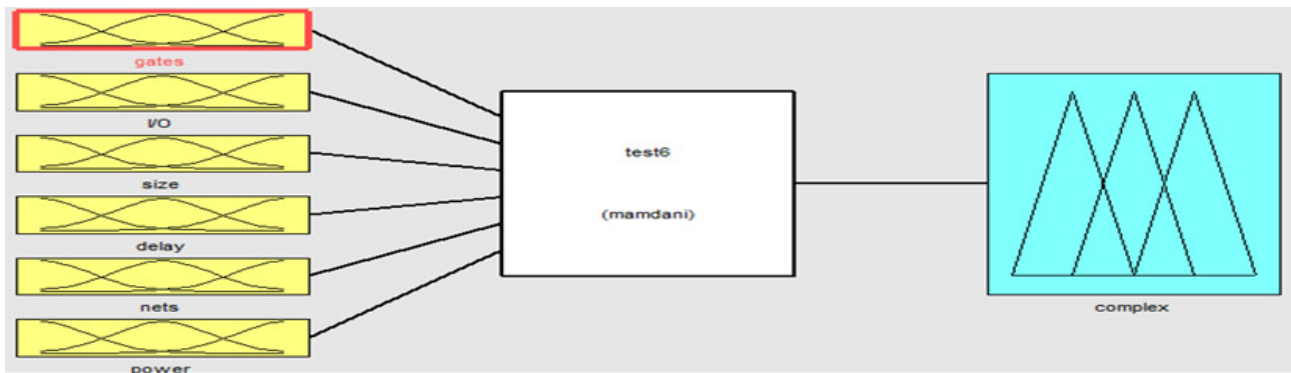 gates
I/O
size
delay
nets
power
test6
(mamdani)
complex